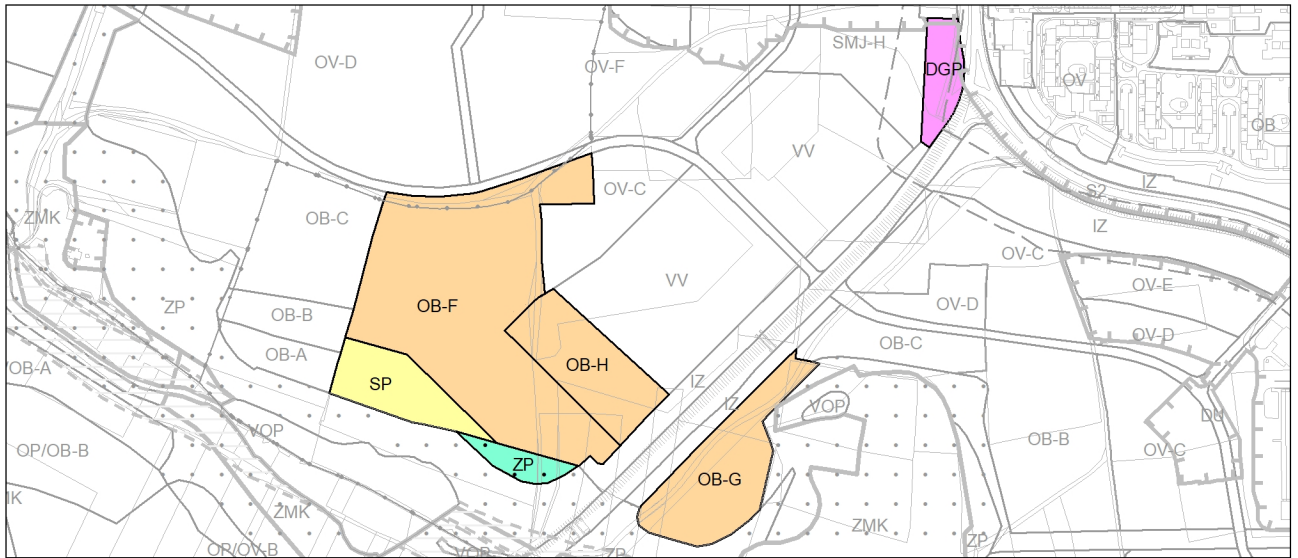 SMJ-H
OV-D
OV-F
DGP
OV
OB
VV
OV-C
S2
IZ
ZMK
OB-C
IZ
OV-C
ZP
OB-B
OB-F
VV
OV-D
OV-E
OV-D
OB-A
OB-C
/OB-A
SP
OB-H
IZ
IZ
VOP
DU
VOP
OP/OB-B
ZP
OB-G
OB-B
OV-C
ZMK
ZMK
OP/OV-B
VOP
ZP
ZP